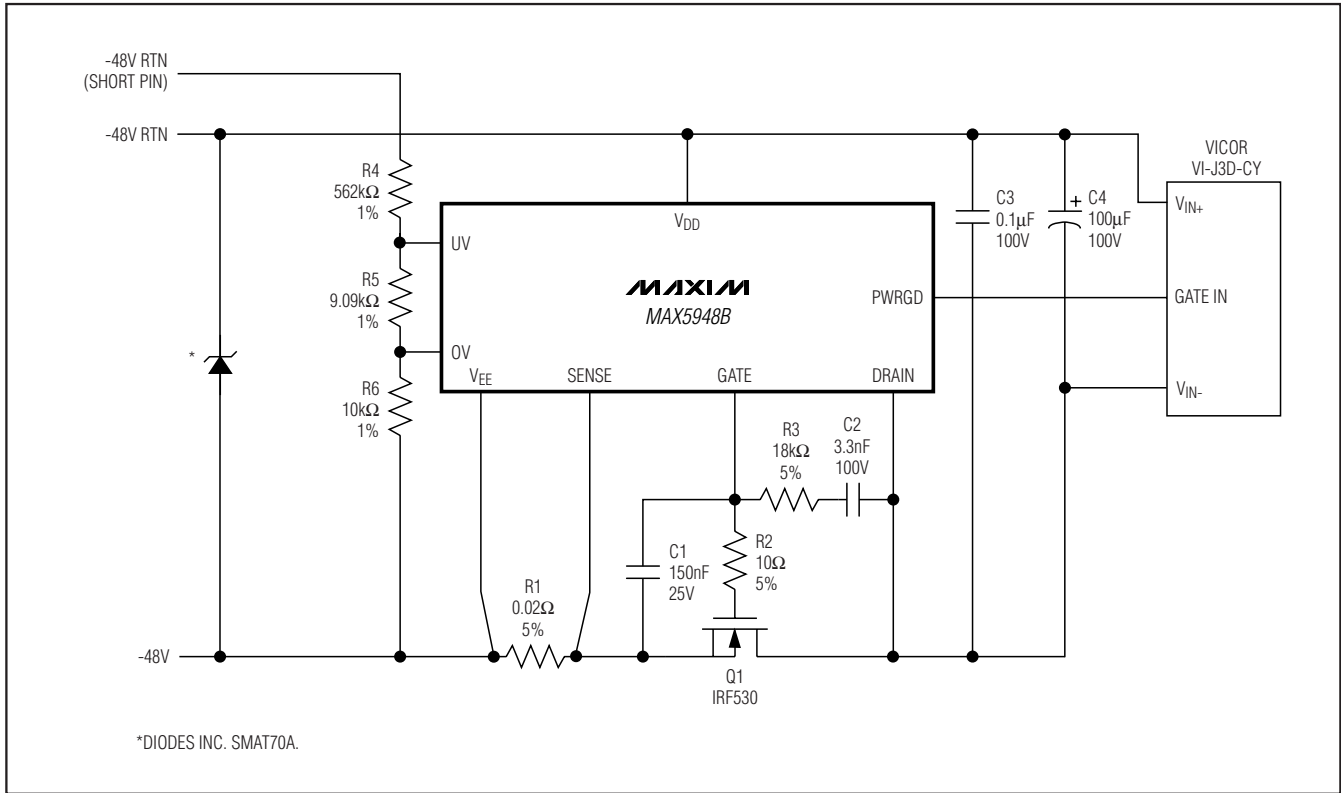 -48V RTN
(SHORT PIN)
-48V RTN
R4
562kΩ
1%
R5
9.09kΩ
1%
R6
10kΩ
1%
*
UV
OV
VDD
MAXIM
MAX5948B
PWRGD
VEE
SENSE
GATE
DRAIN
C3
0.1µF
100V
+
C4
100µF
100V
VICOR
VI-J3D-CY
VIN+
GATE IN
VIN-
R3
18kΩ
5%
C2
3.3nF
100V
C1
150nF
25V
R2
10Ω
5%
R1
0.02Ω
5%
-48V
Q1
IRF530
*DIODES INC. SMAT70A.